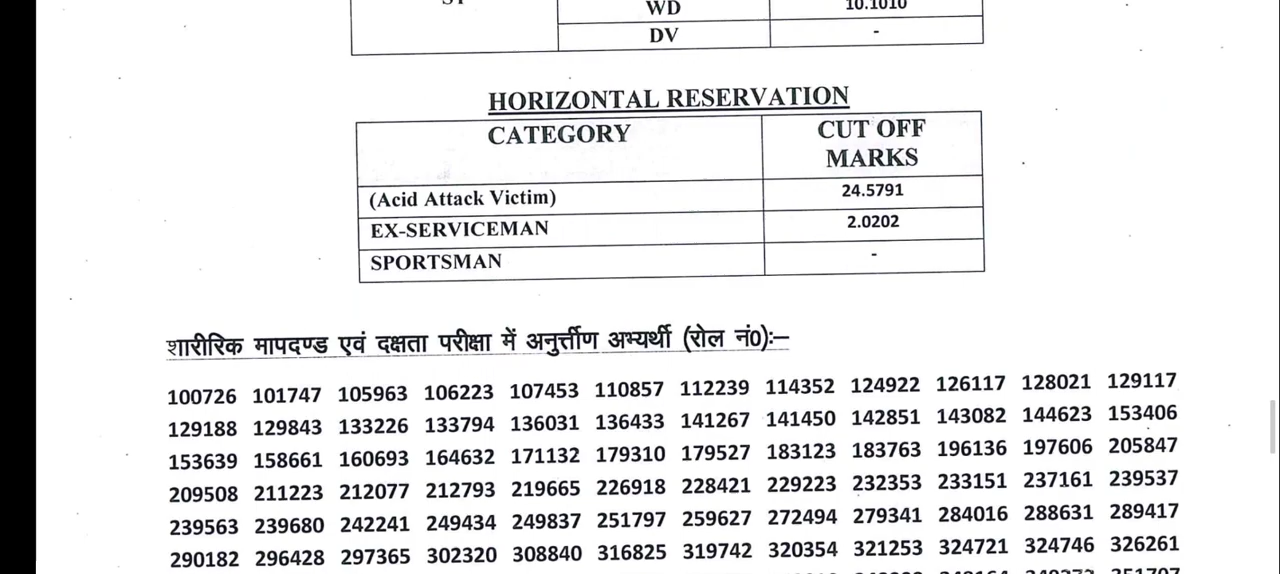 WD 10.1010
DV -
HORIZONTAL RESERVATION
CATEGORY CUT OFF MARKS
(Acid Attack Victim) 24.5791
EX-SERVICEMAN 2.0202
SPORTSMAN -
शारीरिक मापदण्ड एवं दक्षता परीक्षा में अनुर्त्तीण अभ्यर्थी (रोल नं0):–
100726 101747 105963 106223 107453 110857 112239 114352 124922 126117 128021 129117
129188 129843 133226 133794 136031 136433 141267 141450 142851 143082 144623 153406
153639 158661 160693 164632 171132 179310 179527 183123 183763 196136 197606 205847
209508 211223 212077 212793 219665 226918 228421 229223 232353 233151 237161 239537
239563 239680 242241 249434 249837 251797 259627 272494 279341 284016 288631 289417
290182 296428 297365 302320 308840 316825 319742 320354 321253 324721 324746 326261